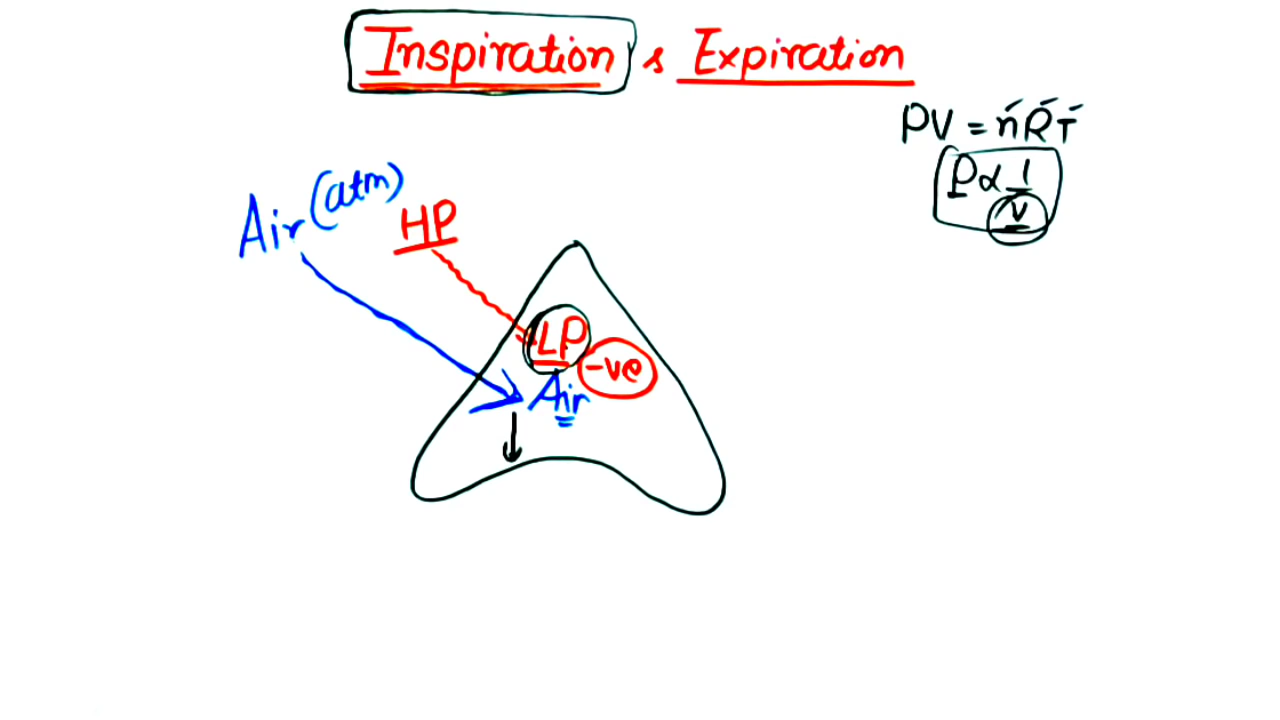 Inspiration & Expiration
PV = nRT
P∝ 1/V
Air (atm)
HP
LP
-ve
Air